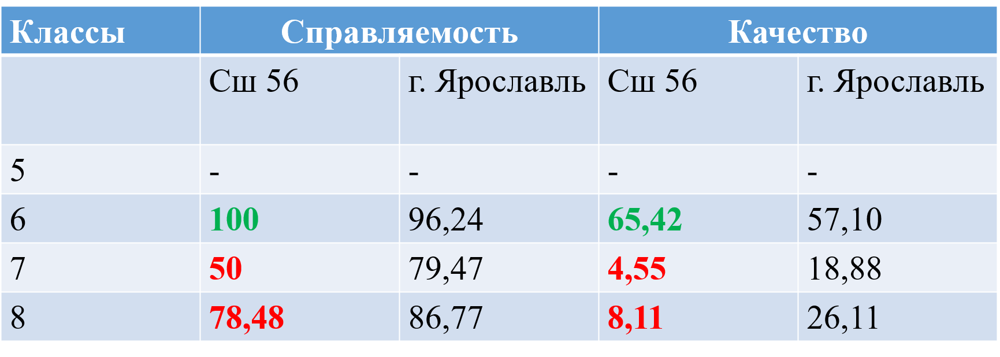 Классы Справляемость Качество
Сш 56 г. Ярославль Сш 56 г. Ярославль
5 - - - -
6 100 96,24 65,42 57,10
7 50 79,47 4,55 18,88
8 78,48 86,77 8,11 26,11